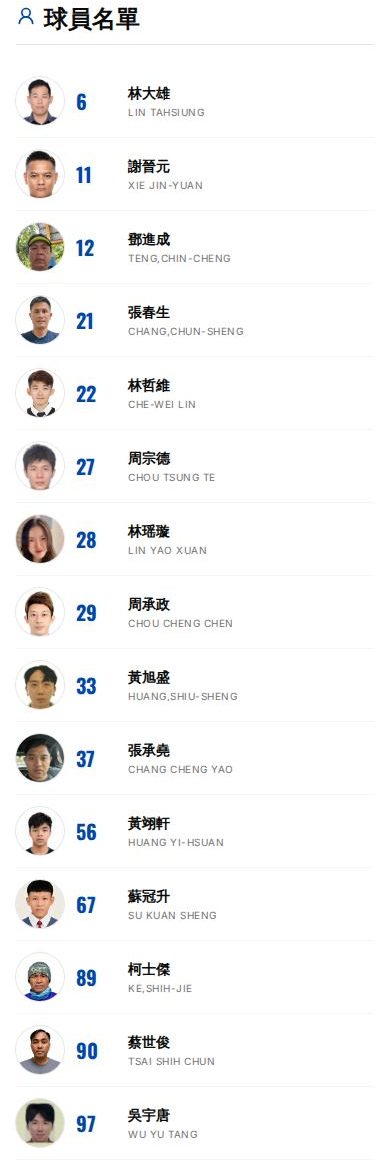 球員名單
6
林大雄
LIN TAHSIUNG
11
謝晉元
XIE JIN-YUAN
12
鄧進成
TENG,CHIN-CHENG
21
張春生
CHANG,CHUN-SHENG
22
林哲維
CHE-WEI LIN
27
周宗德
CHOU TSUNG TE
28
林瑶璇
LIN YAO XUAN
29
周承政
CHOU CHENG CHEN
33
黃旭盛
HUANG,SHIU-SHENG
37
張承堯
CHANG CHENG YAO
56
黃翊軒
HUANG YI-HSUAN
67
蘇冠升
SU KUAN SHENG
89
柯士傑
KE,SHIH-JIE
90
蔡世俊
TSAI SHIH CHUN
97
吳宇唐
WU YU TANG